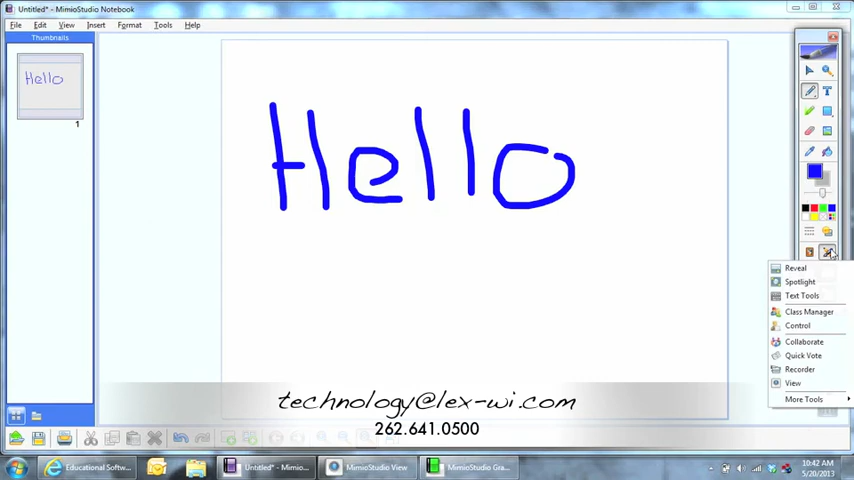 Untitled* - MimioStudio Notebook
File Edit View Insert Format Tools Help
Thumbnails
Hello
1
Hello
Reveal
Spotlight
Text Tools
Class Manager
Control
Collaborate
Quick Vote
Recorder
View
More Tools
technology@lex-wi.com
262.641.0500
Educational Softw...
Untitled* - Mimio...
MimioStudio View
MimioStudio Gra...
10:42 AM
5/20/2013